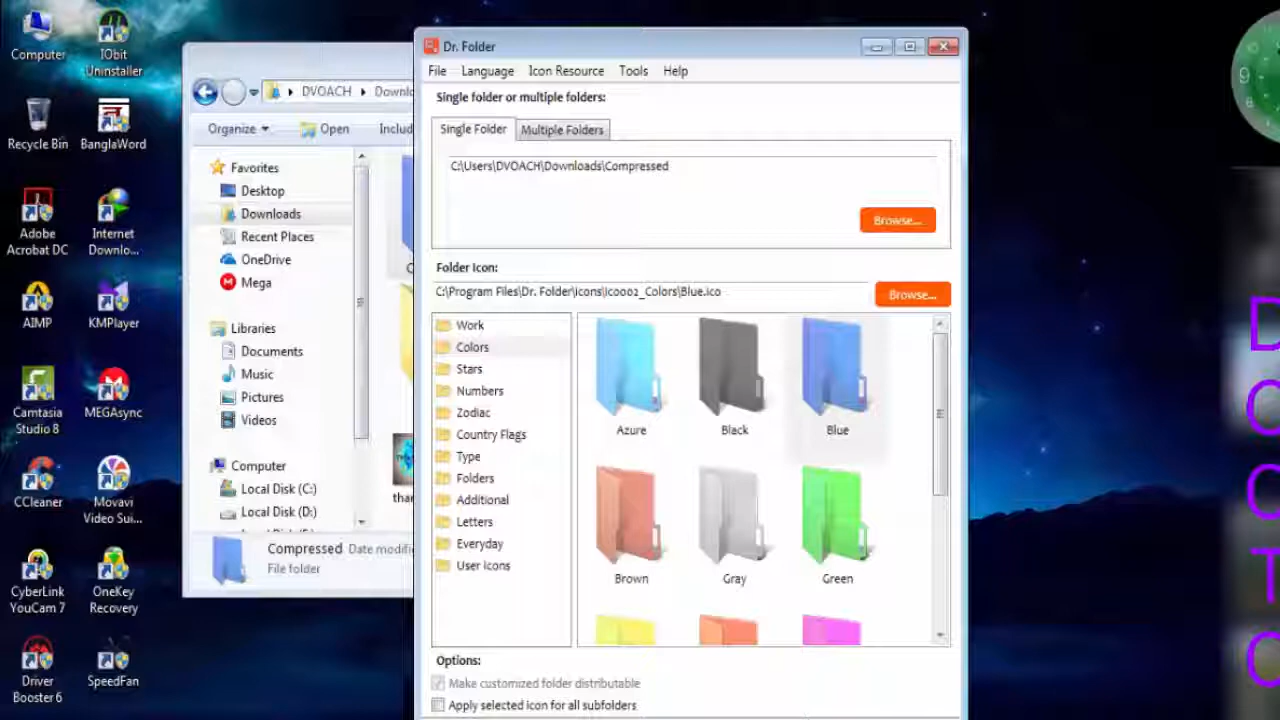 Computer
IObit
Uninstaller
Recycle Bin
BanglaWord
Adobe
Acrobat DC
Internet
Downlo...
AIMP
KMPlayer
Camtasia
Studio 8
MEGAsync
CCleaner
Movavi
Video Sui...
CyberLink
YouCam 7
OneKey
Recovery
Driver
Booster 6
SpeedFan
DVOACH
Organize
Open
Favorites
Desktop
Downloads
Recent Places
OneDrive
Mega
Libraries
Documents
Music
Pictures
Videos
Computer
Local Disk (C:)
Local Disk (D:)
Compressed Date modifi
File folder
Dr. Folder
File Language Icon Resource Tools Help
Single folder or multiple folders:
Single Folder Multiple Folders
C:\Users\DVOACH\Downloads\Compressed
Browse...
Folder Icon:
C:\Program Files\Dr. Folder\icons\Ico002_Colors\Blue.ico
Browse...
Work
Colors
Stars
Numbers
Zodiac
Country Flags
Type
Folders
Additional
Letters
Everyday
User Icons
Azure Black Blue
Brown Gray Green
Options:
Make customized folder distributable
Apply selected icon for all subfolders
9
8